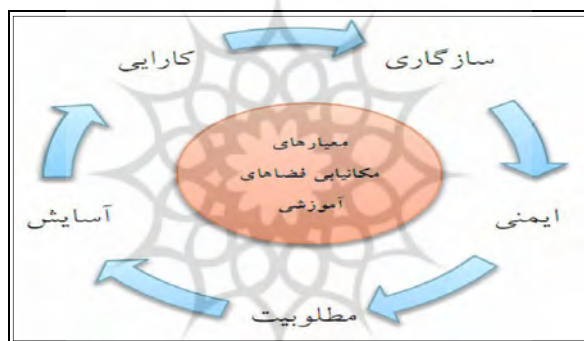 کارایی
سازگاری
معیارهای
مکانیابی فضاهای
آموزشی
آسایش
ایمنی
مطلوبیت